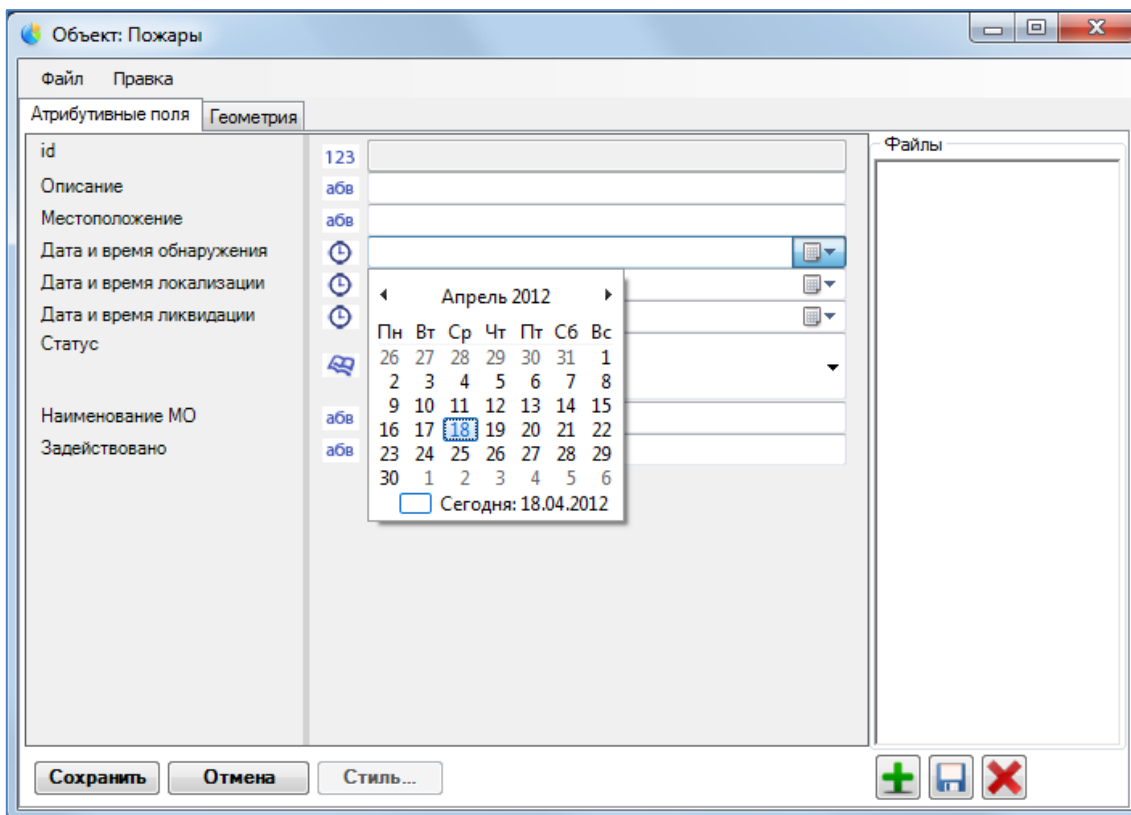 Объект: Пожары
Файл Правка
Атрибутивные поля Геометрия
id 123
Описание абв
Местоположение абв
Дата и время обнаружения
Дата и время локализации
Дата и время ликвидации
Статус
Наименование МО абв
Задействовано абв
Апрель 2012
Пн Вт Ср Чт Пт Сб Вс
26 27 28 29 30 31 1
2 3 4 5 6 7 8
9 10 11 12 13 14 15
16 17 18 19 20 21 22
23 24 25 26 27 28 29
30 1 2 3 4 5 6
Сегодня: 18.04.2012
Файлы
Сохранить Отмена Стиль...